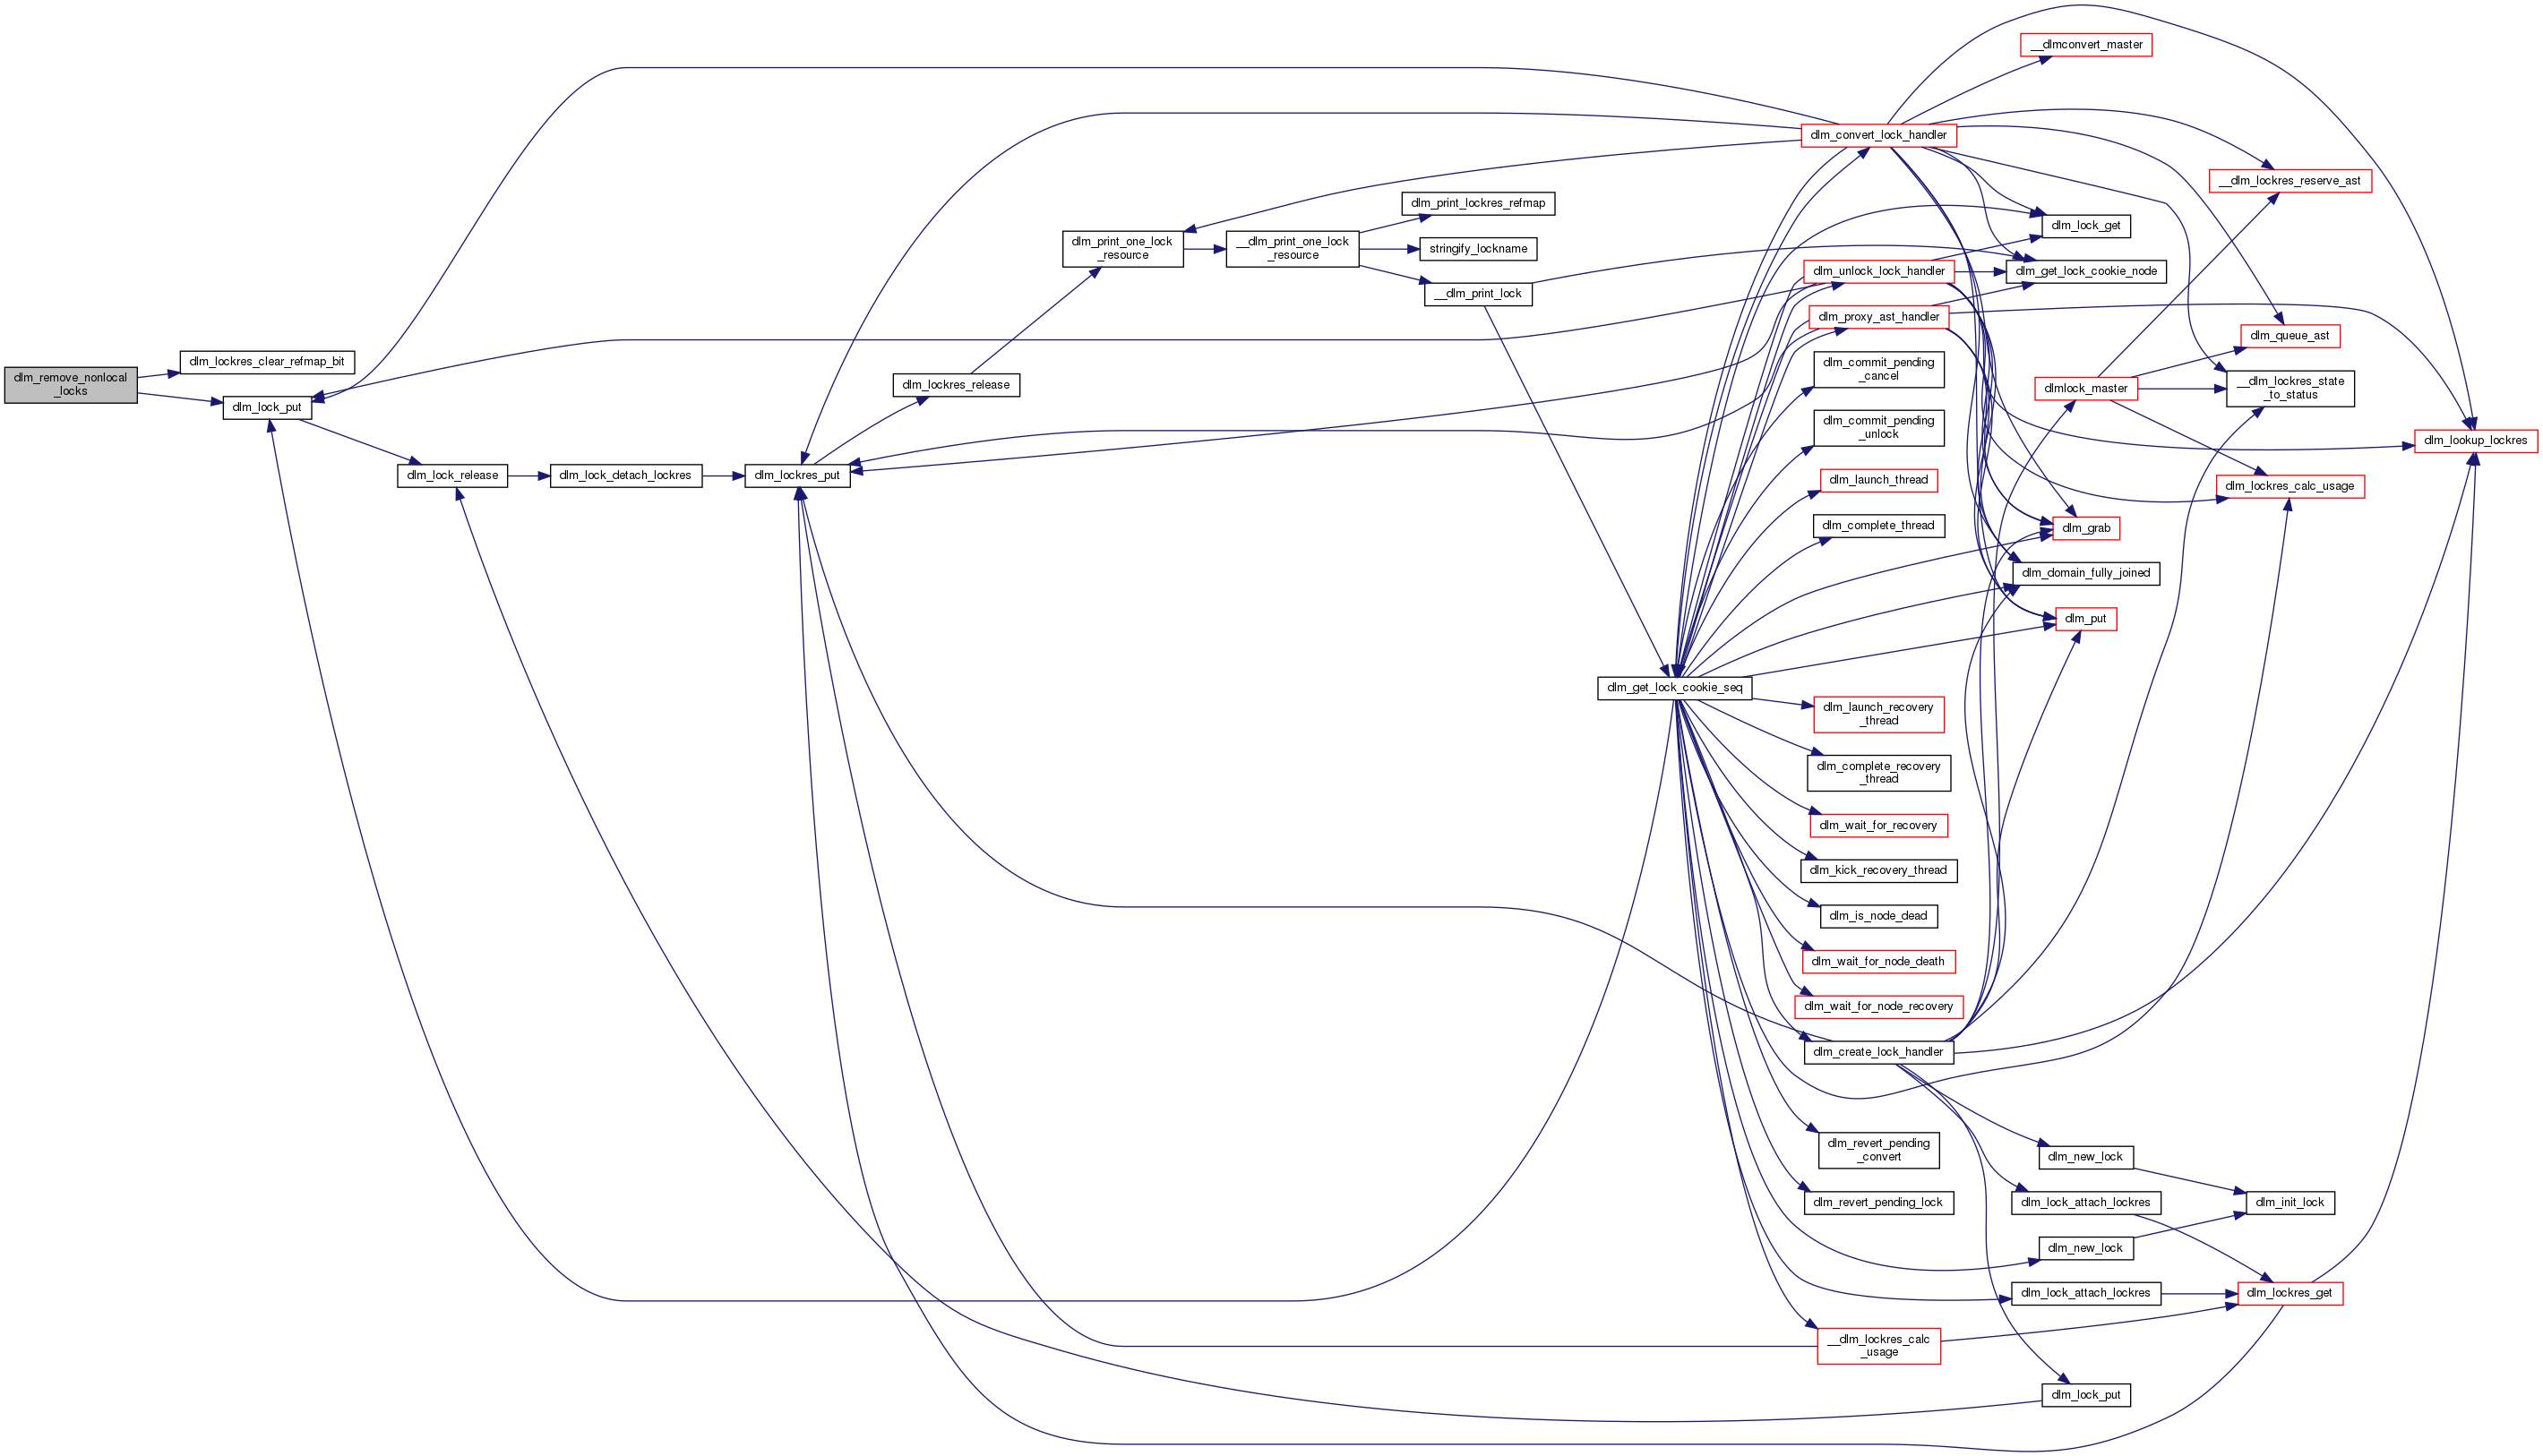 dlm_remove_nonlocal
_locks
dlm_lockres_clear_refmap_bit
dlm_lock_put
dlm_lock_release
dlm_lock_detach_lockres
dlm_lockres_put
dlm_lockres_release
dlm_print_one_lock
_resource
__dlm_print_one_lock
_resource
dlm_print_lockres_refmap
stringify_lockname
__dlm_print_lock
dlm_get_lock_cookie_seq
dlm_convert_lock_handler
dlm_unlock_lock_handler
dlm_proxy_ast_handler
dlm_commit_pending
_cancel
dlm_commit_pending
_unlock
dlm_launch_thread
dlm_complete_thread
dlm_launch_recovery
_thread
dlm_complete_recovery
_thread
dlm_wait_for_recovery
dlm_kick_recovery_thread
dlm_is_node_dead
dlm_wait_for_node_death
dlm_wait_for_node_recovery
dlm_create_lock_handler
dlm_revert_pending
_convert
dlm_revert_pending_lock
__dlm_lockres_calc
_usage
__dlmconvert_master
dlm_lock_get
dlm_get_lock_cookie_node
dlmlock_master
dlm_grab
dlm_domain_fully_joined
dlm_put
dlm_new_lock
dlm_lock_attach_lockres
dlm_new_lock
dlm_lock_attach_lockres
dlm_lock_put
__dlm_lockres_reserve_ast
dlm_queue_ast
__dlm_lockres_state
_to_status
dlm_lockres_calc_usage
dlm_init_lock
dlm_lockres_get
dlm_lookup_lockres